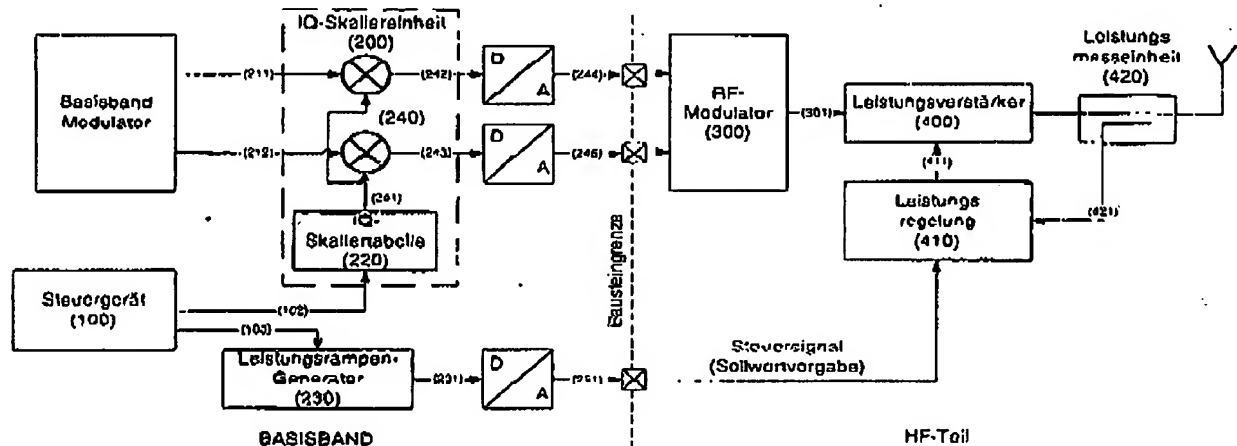 IQ-Skaliereinheit
(200)
Leistungs
messeinheit
(420)
Basisband
Modulator
(211)
(242)
D
A
(244)
RF-
Modulator
(300)
(301)
Leistungsverstärker
(400)
(240)
(212)
(243)
D
A
(245)
(411)
(241)
IQ-
Skaliertabelle
(220)
Leistungs
regelung
(410)
(421)
Bausteingrenze
Steuergerät
(100)
(102)
(103)
Leistungsrampen-
Generator
(230)
(231)
D
A
(251)
Steuersignal
(Sollwertvorgabe)
BASISBAND
HF-Teil